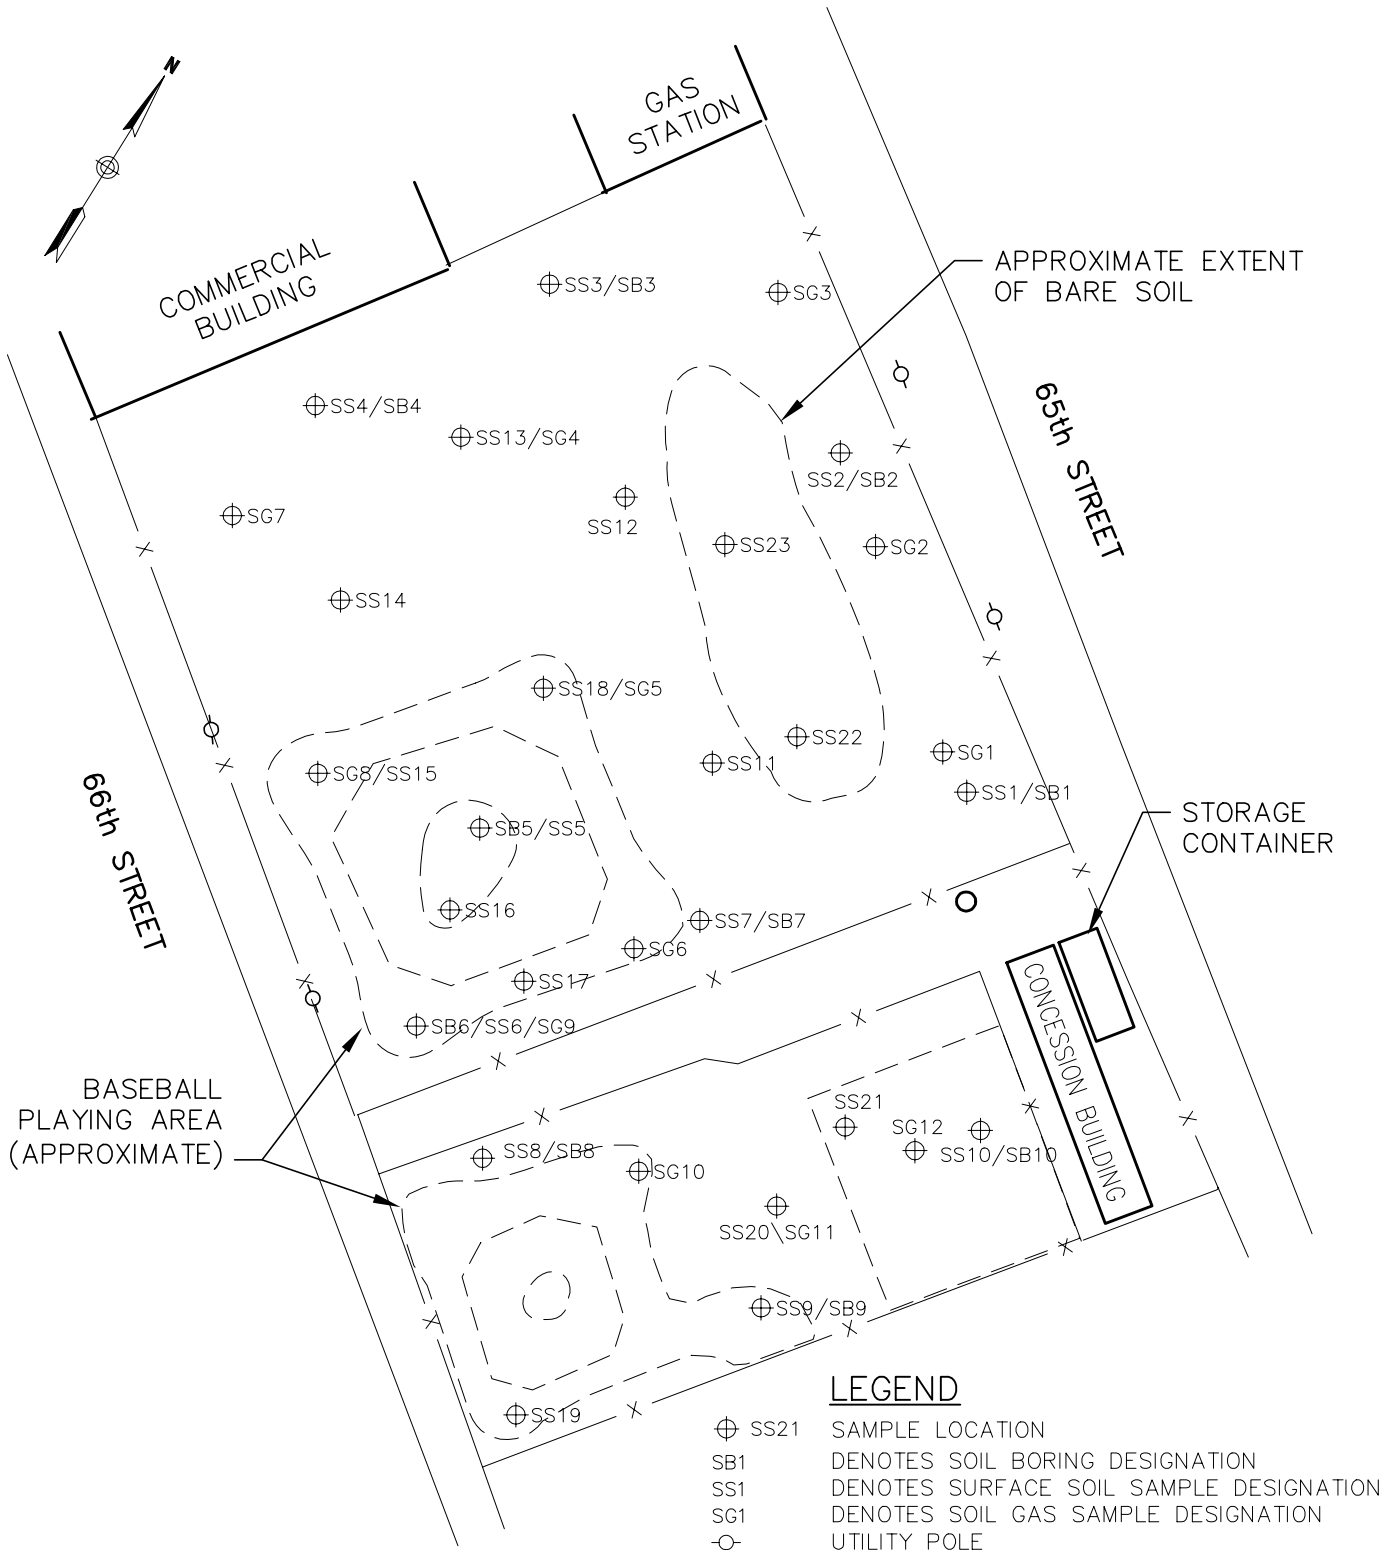 N
GAS
STATION
COMMERCIAL
BUILDING
APPROXIMATE EXTENT
OF BARE SOIL
SS3/SB3
SG3
65th STREET
SS4/SB4
SS13/SG4
SS2/SB2
SS12
SG7
SS23
SG2
SS14
SS18/SG5
SS22
SG1
SS11
SG8/SS15
SS1/SB1
66th STREET
STORAGE
CONTAINER
SB5/SS5
SS16
SS7/SB7
SG6
SS17
CONCESSION BUILDING
SB6/SS6/SG9
BASEBALL
PLAYING AREA
(APPROXIMATE)
SS21
SG12
SS8/SB8
SS10/SB10
SG10
SS20\SG11
SS9/SB9
SS19
LEGEND
SS21 SAMPLE LOCATION
SB1 DENOTES SOIL BORING DESIGNATION
SS1 DENOTES SURFACE SOIL SAMPLE DESIGNATION
SG1 DENOTES SOIL GAS SAMPLE DESIGNATION
UTILITY POLE